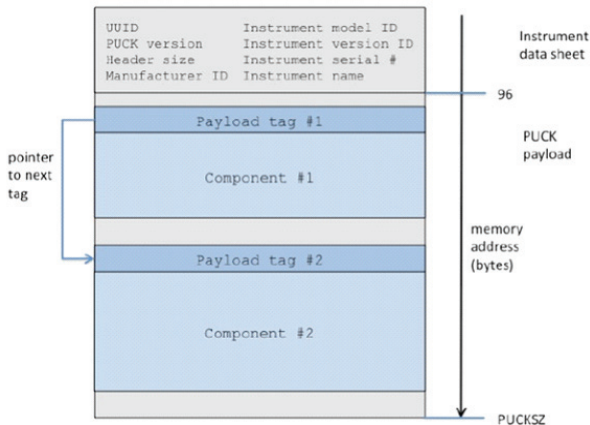 UUID Instrument model ID
PUCK version Instrument version ID
Header size Instrument serial #
Manufacturer ID Instrument name
Instrument
data sheet
96
Payload tag #1
PUCK
payload
pointer
to next
tag
Component #1
memory
address
(bytes)
Payload tag #2
Component #2
PUCKSZ